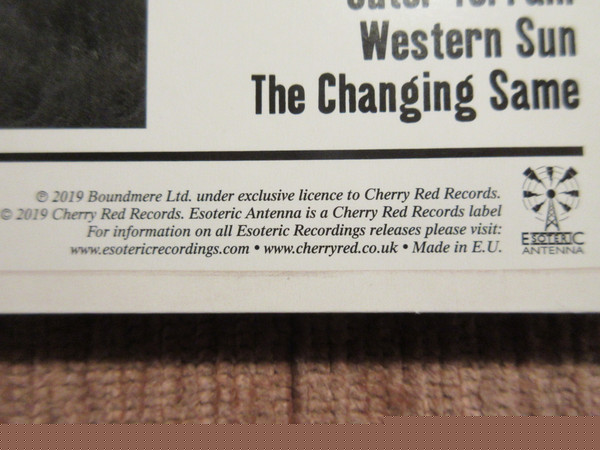 Western Sun
The Changing Same
℗ 2019 Boundmere Ltd. under exclusive licence to Cherry Red Records.
© 2019 Cherry Red Records. Esoteric Antenna is a Cherry Red Records label
For information on all Esoteric Recordings releases please visit:
www.esotericrecordings.com • www.cherryred.co.uk • Made in E.U.
ESOTERIC
ANTENNA